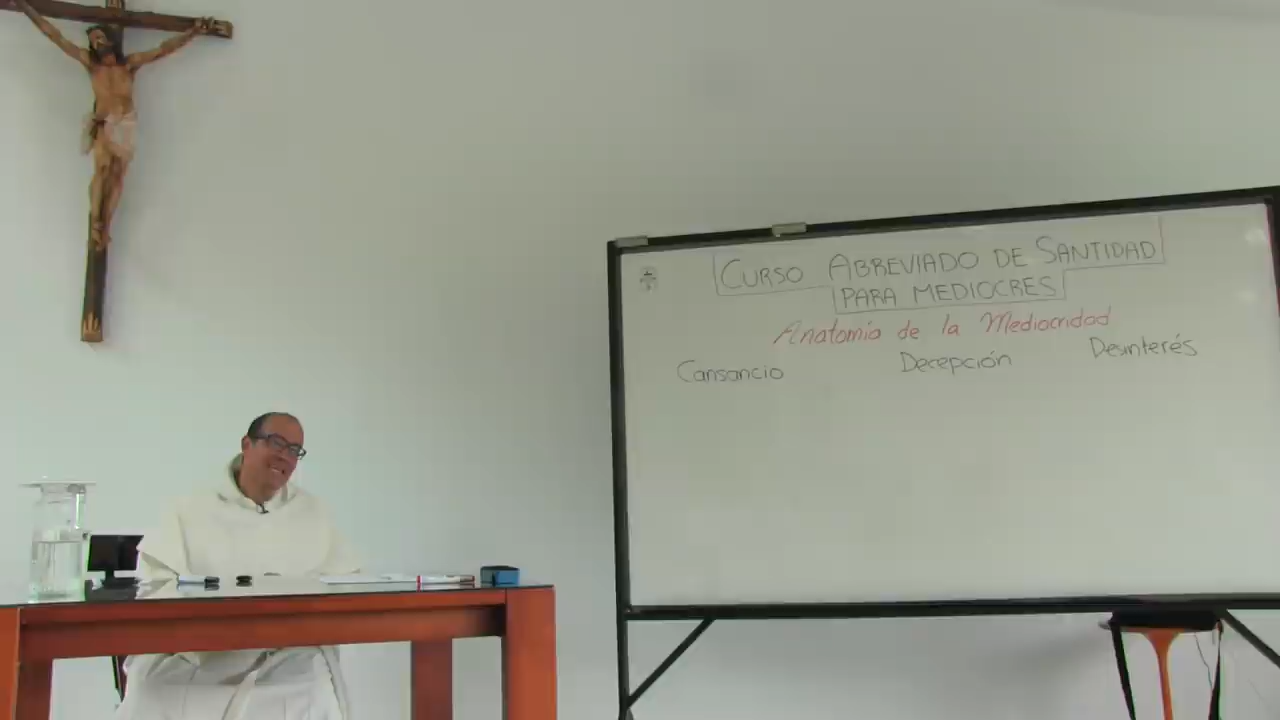 CURSO ABREVIADO DE SANTIDAD
PARA MEDIOCRES
Anatomía de la Mediocridad
Cansancio Decepción Desinterés